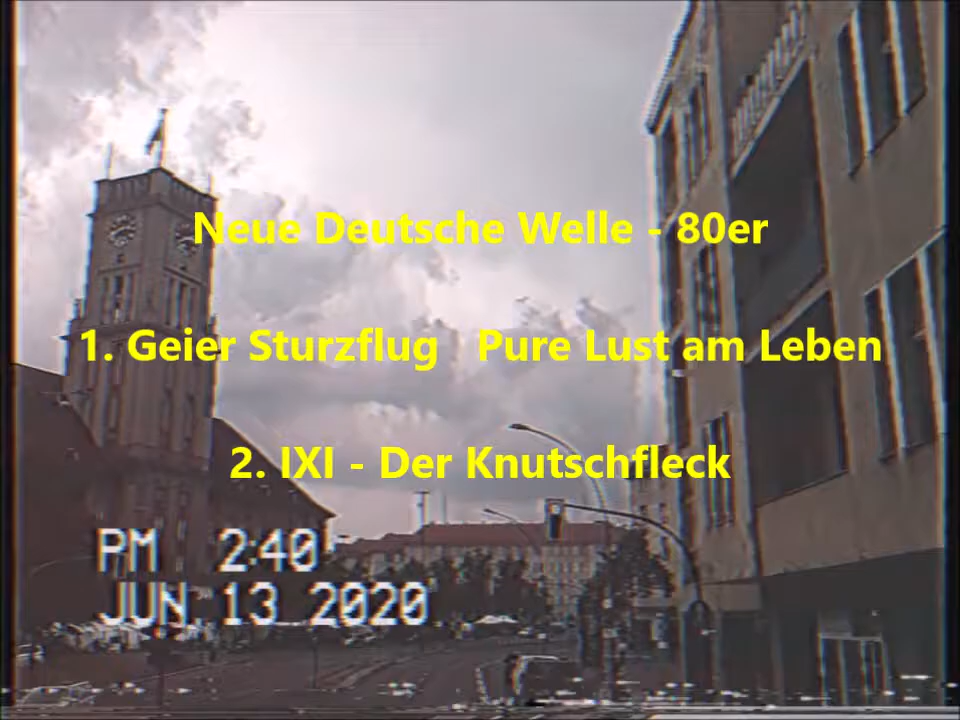 Neue Deutsche Welle - 80er
1. Geier Sturzflug   Pure Lust am Leben
2. IXI - Der Knutschfleck
PM 2:40
JUN 13 2020